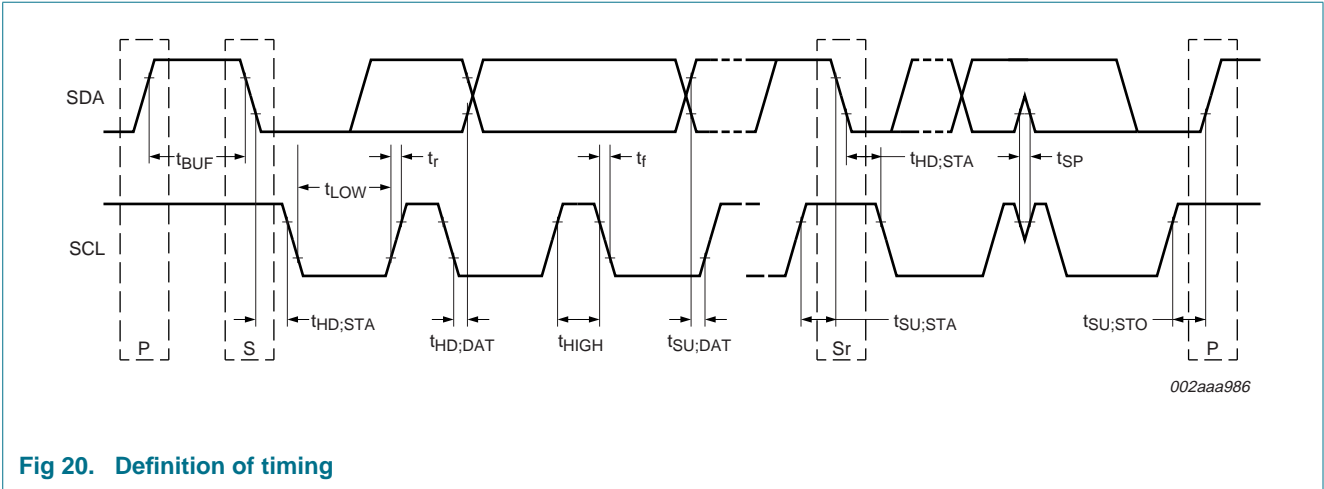 SDA
tBUF
tr
tf
tHD;STA
tSP
tLOW
SCL
tHD;STA
tHD;DAT
tHIGH
tSU;DAT
tSU;STA
tSU;STO
P
S
Sr
P
002aaa986
Fig 20. Definition of timing